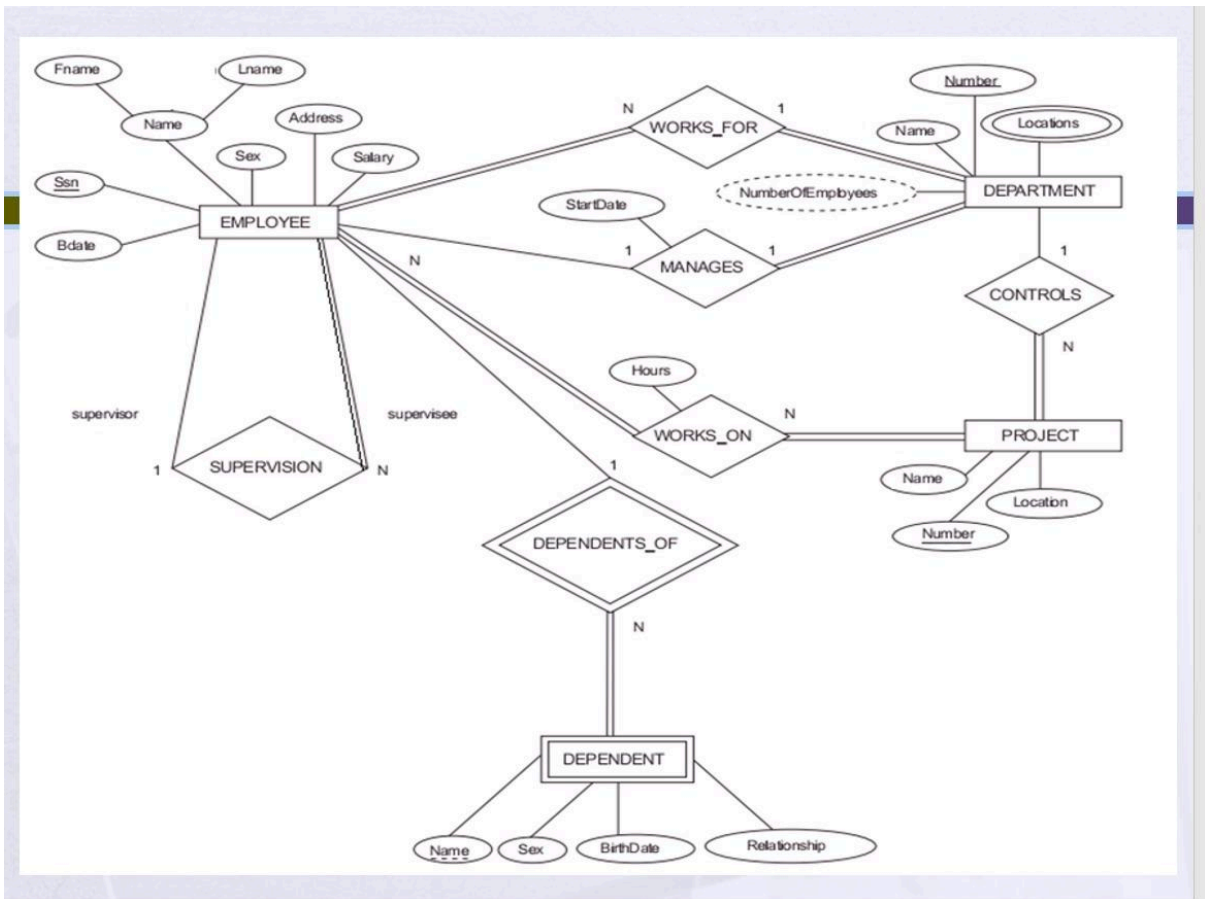 Fname
Lname
Name
Address
Sex
Salary
Ssn
EMPLOYEE
Bdate
N
WORKS_FOR
1
Number
Name
Locations
NumberOfEmployees
DEPARTMENT
StartDate
1
MANAGES
1
N
1
CONTROLS
N
Hours
WORKS_ON
N
PROJECT
Name
Location
Number
supervisor
supervisee
1
SUPERVISION
N
1
DEPENDENTS_OF
N
DEPENDENT
Name
Sex
BirthDate
Relationship